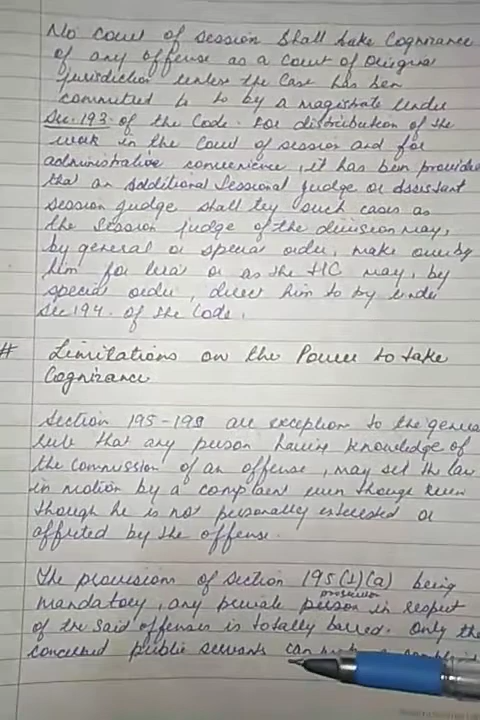 No Court of session shall take Cognizance
of any offense as a Court of Origina
jurisdiction unless the Case has ben
committed to to by a magistrate Under
Sec. 193 of the Code. For distribution of the
work in the Court of session and for
administrative convenience, it has been provided
that an Additional Sessional judge or Assistant
session judge shall try such cases as
the Session judge of the division may,
by general or special order, make over by
him for or as the HC may, by
special order, direct him to by under
Sec 194. of the Code.
# Limitations on the Power to take
Cognizance
Section 195-199 are exception to the genera
rule that any person having knowledge of
the commission of an offense, may set the law
in motion by a complaint even though
though he is not personally intereted or
affected by the offense.
The provisions of section 195(1)(a) being
prosecution
mandatory, any private person in respect
of the said offenses is totally barred. Only the
concerned public servants can